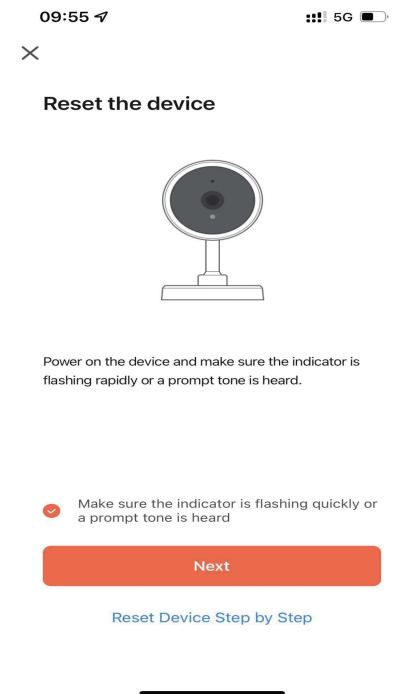 09:55 5G
Reset the device
Power on the device and make sure the indicator is
flashing rapidly or a prompt tone is heard.
Make sure the indicator is flashing quickly or
a prompt tone is heard
Next
Reset Device Step by Step